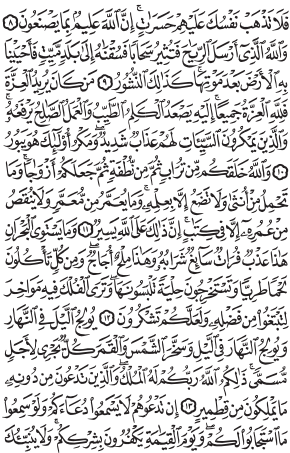 فَلَا تَذْهَبْ نَفْسُكَ عَلَيْهِمْ حَسَرَٰتٍ ۚ إِنَّ ٱللَّهَ عَلِيمٌۢ بِمَا يَصْنَعُونَ ٨
وَٱللَّهُ ٱلَّذِىٓ أَرْسَلَ ٱلرِّيَٰحَ فَتُثِيرُ سَحَابًا فَسُقْنَٰهُ إِلَىٰ بَلَدٍ مَّيِّتٍ فَأَحْيَيْنَا
بِهِ ٱلْأَرْضَ بَعْدَ مَوْتِهَا ۚ كَذَٰلِكَ ٱلنُّشُورُ ٩ مَن كَانَ يُرِيدُ ٱلْعِزَّةَ
فَلِلَّهِ ٱلْعِزَّةُ جَمِيعًا ۚ إِلَيْهِ يَصْعَدُ ٱلْكَلِمُ ٱلطَّيِّبُ وَٱلْعَمَلُ ٱلصَّٰلِحُ يَرْفَعُهُۥ ۚ
وَٱلَّذِينَ يَمْكُرُونَ ٱلسَّيِّـَٔاتِ لَهُمْ عَذَابٌ شَدِيدٌ ۖ وَمَكْرُ أُو۟لَٰٓئِكَ هُوَ يَبُورُ
١٠ وَٱللَّهُ خَلَقَكُم مِّن تُرَابٍ ثُمَّ مِن نُّطْفَةٍ ثُمَّ جَعَلَكُمْ أَزْوَٰجًا ۚ وَمَا
تَحْمِلُ مِنْ أُنثَىٰ وَلَا تَضَعُ إِلَّا بِعِلْمِهِۦ ۚ وَمَا يُعَمَّرُ مِن مُّعَمَّرٍ وَلَا يُنقَصُ
مِنْ عُمُرِهِۦٓ إِلَّا فِى كِتَٰبٍ ۚ إِنَّ ذَٰلِكَ عَلَى ٱللَّهِ يَسِيرٌ ١١ وَمَا يَسْتَوِى ٱلْبَحْرَانِ
هَٰذَا عَذْبٌ فُرَاتٌ سَآئِغٌ شَرَابُهُۥ وَهَٰذَا مِلْحٌ أُجَاجٌ ۖ وَمِن كُلٍّ تَأْكُلُونَ
لَحْمًا طَرِيًّا وَتَسْتَخْرِجُونَ حِلْيَةً تَلْبَسُونَهَا ۖ وَتَرَى ٱلْفُلْكَ فِيهِ مَوَاخِرَ
لِتَبْتَغُوا۟ مِن فَضْلِهِۦ وَلَعَلَّكُمْ تَشْكُرُونَ ١٢ يُولِجُ ٱلَّيْلَ فِى ٱلنَّهَارِ
وَيُولِجُ ٱلنَّهَارَ فِى ٱلَّيْلِ وَسَخَّرَ ٱلشَّمْسَ وَٱلْقَمَرَ كُلٌّ يَجْرِى لِأَجَلٍ
مُّسَمًّى ۚ ذَٰلِكُمُ ٱللَّهُ رَبُّكُمْ لَهُ ٱلْمُلْكُ ۚ وَٱلَّذِينَ تَدْعُونَ مِن دُونِهِۦ
مَا يَمْلِكُونَ مِن قِطْمِيرٍ ١٣ إِن تَدْعُوهُمْ لَا يَسْمَعُوا۟ دُعَآءَكُمْ وَلَوْ سَمِعُوا۟
مَا ٱسْتَجَابُوا۟ لَكُمْ ۖ وَيَوْمَ ٱلْقِيَٰمَةِ يَكْفُرُونَ بِشِرْكِكُمْ ۚ وَلَا يُنَبِّئُكَ